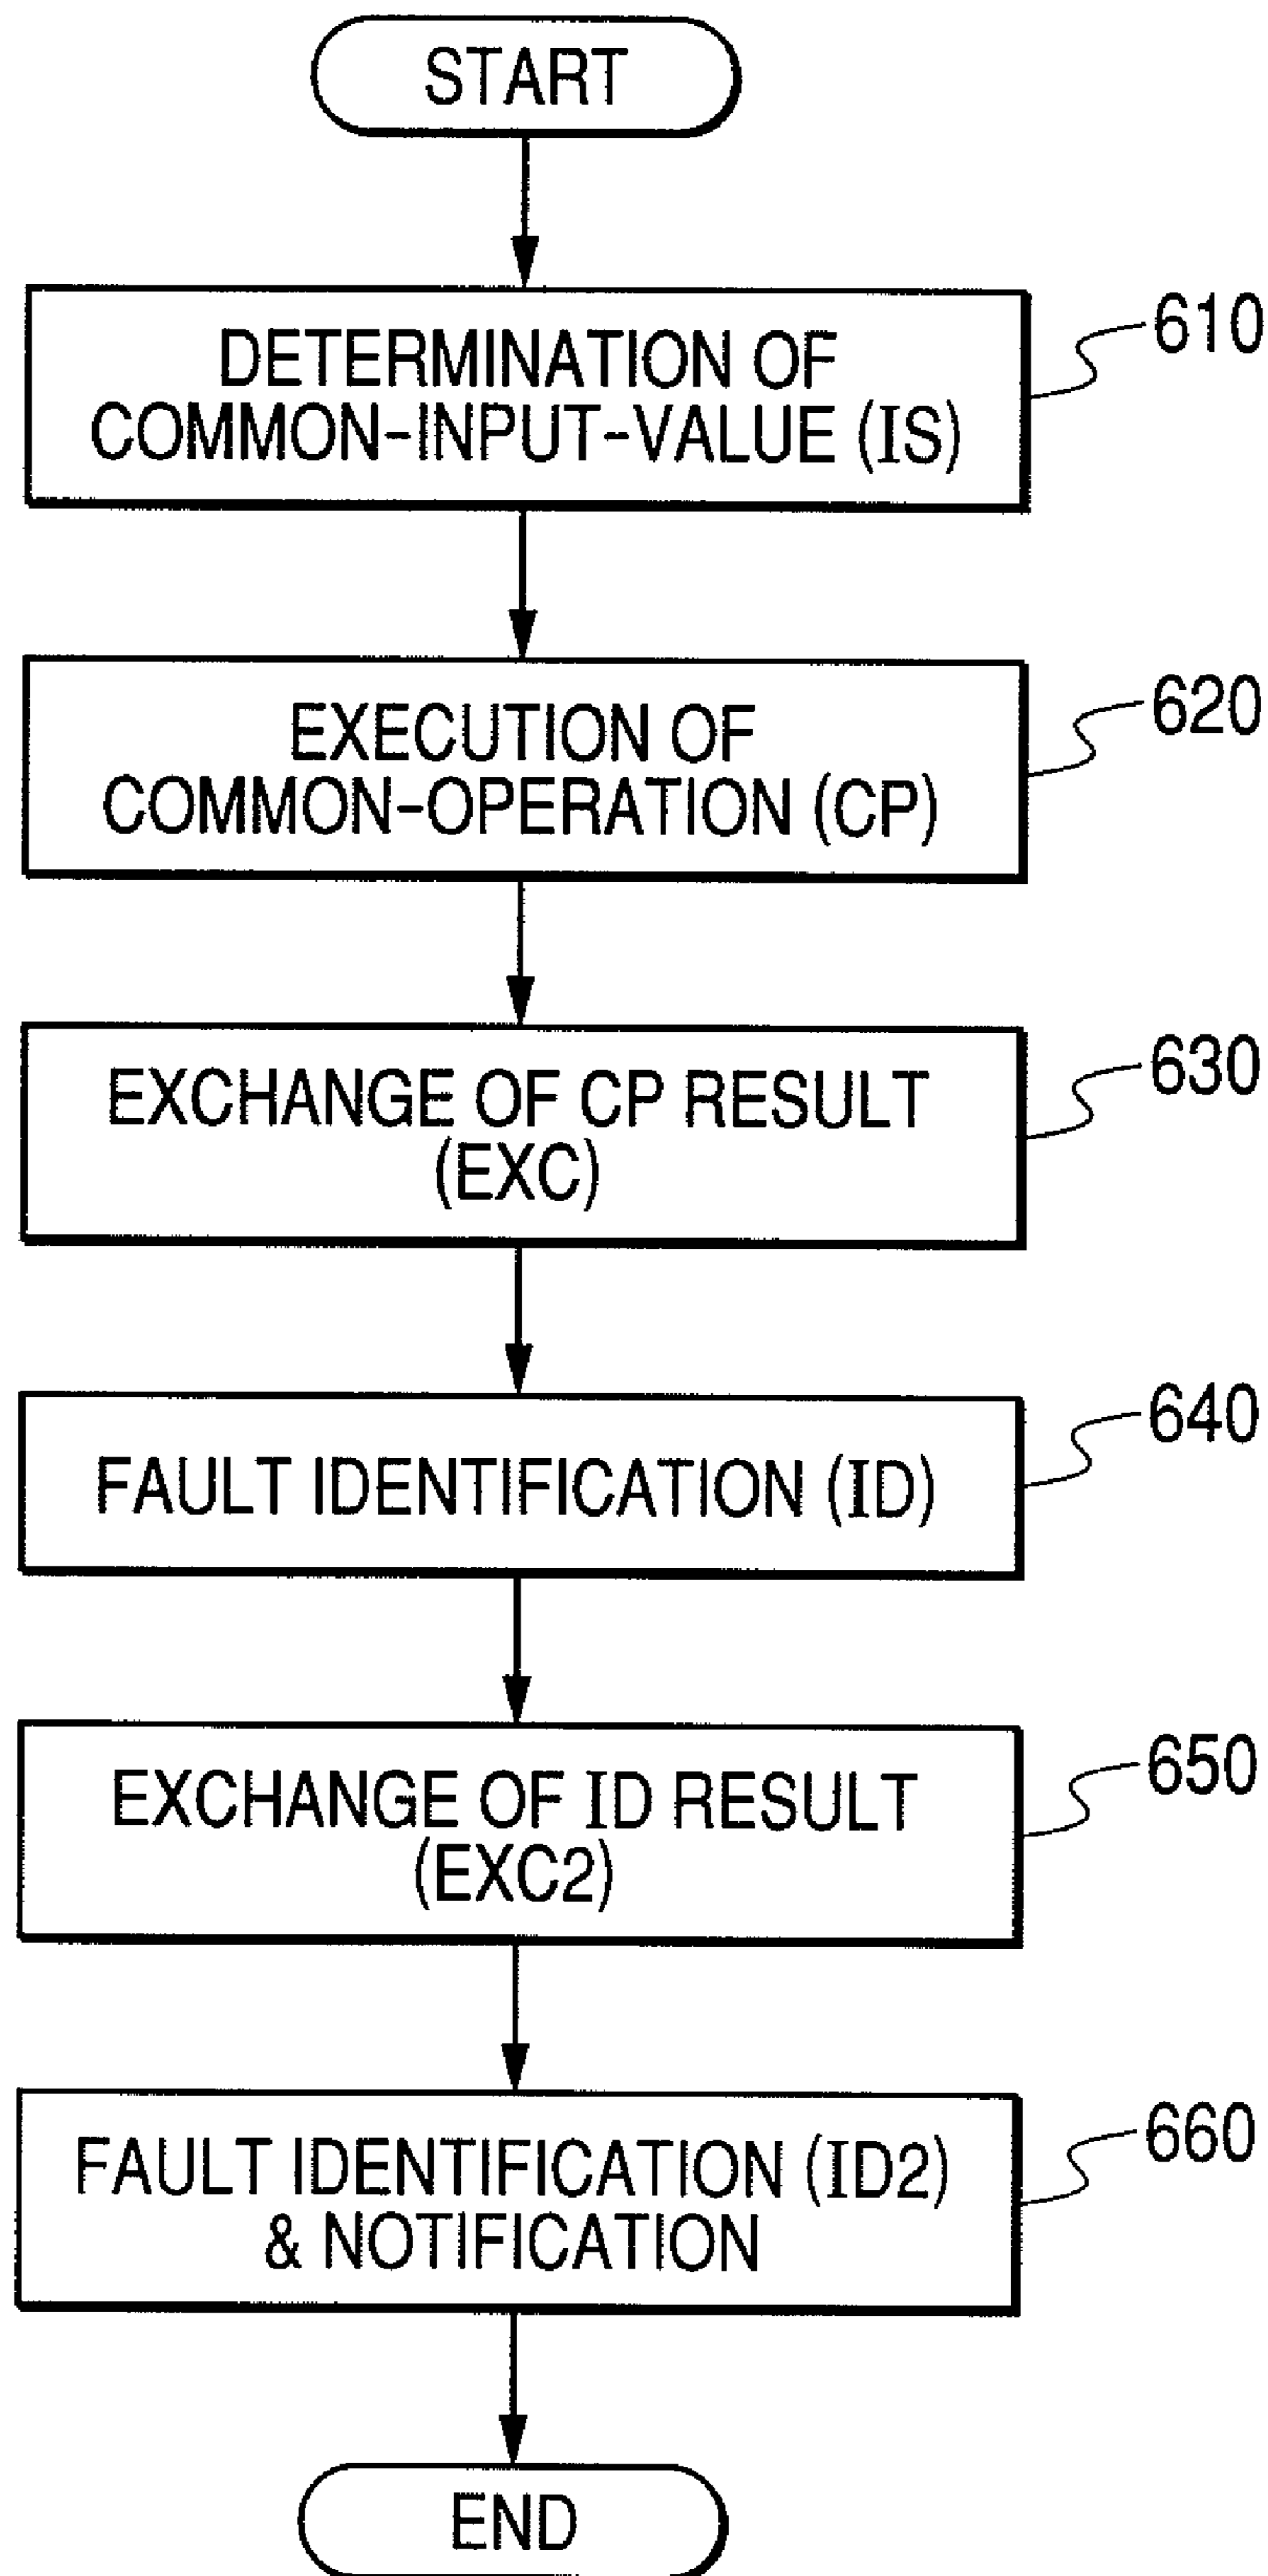 START
DETERMINATION OF
COMMON-INPUT-VALUE (IS)
610
EXECUTION OF
COMMON-OPERATION (CP)
620
EXCHANGE OF CP RESULT
(EXC)
630
FAULT IDENTIFICATION (ID)
640
EXCHANGE OF ID RESULT
(EXC2)
650
FAULT IDENTIFICATION (ID2)
& NOTIFICATION
660
END